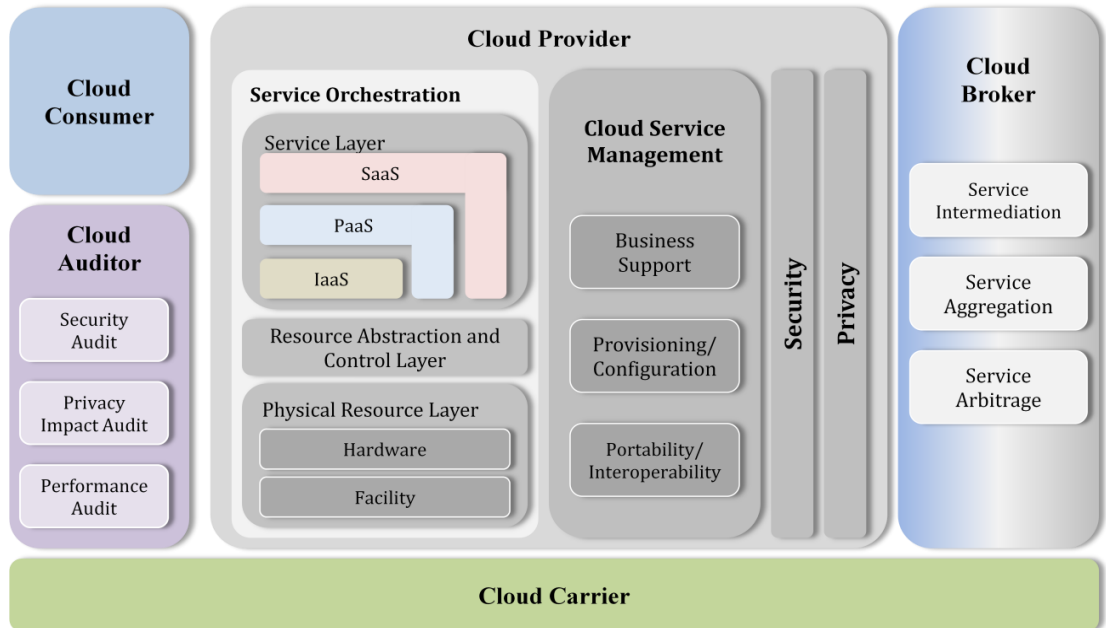 Cloud
Consumer
Cloud
Auditor
Security
Audit
Privacy
Impact Audit
Performance
Audit
Cloud Provider
Service Orchestration
Service Layer
SaaS
PaaS
IaaS
Resource Abstraction and
Control Layer
Physical Resource Layer
Hardware
Facility
Cloud Service
Management
Business
Support
Provisioning/
Configuration
Portability/
Interoperability
Security
Privacy
Cloud
Broker
Service
Intermediation
Service
Aggregation
Service
Arbitrage
Cloud Carrier